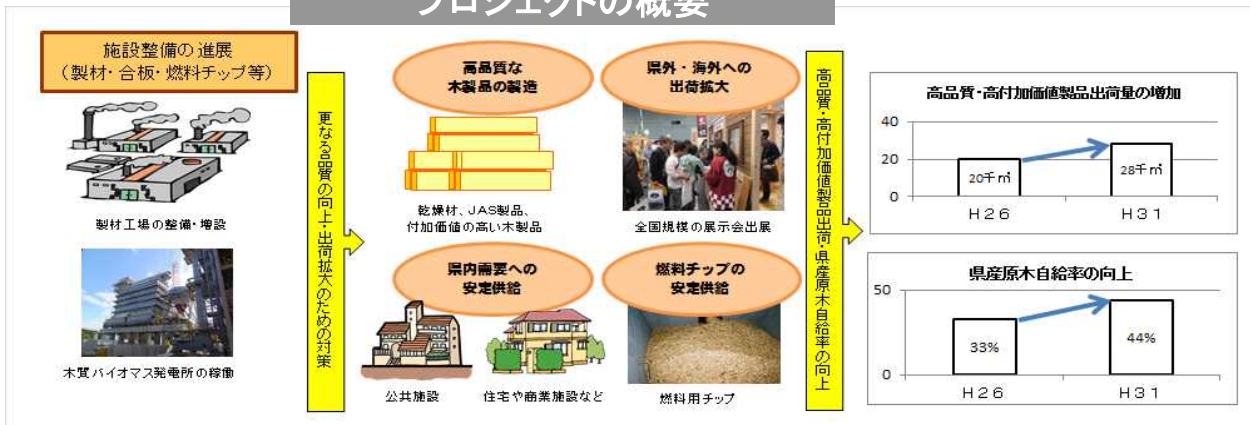 プロジェクトの概要
施設整備の進展
（製材・合板・燃料チップ等）
製材工場の整備・増設
木質バイオマス発電所の稼働
更なる品質の向上・出荷拡大のための対策
高品質な
木製品の製造
乾燥材、JAS製品、
付加価値の高い木製品
県外・海外への
出荷拡大
全国規模の展示会出展
県内需要への
安定供給
公共施設
住宅や商業施設など
燃料チップの
安定供給
燃料用チップ
高品質・高付加価値製品出荷・県産原木自給率の向上
高品質・高付加価値製品出荷量の増加
40
20
0
20千㎥
28千㎥
H26
H31
県産原木自給率の向上
50
0
33%
44%
H26
H31